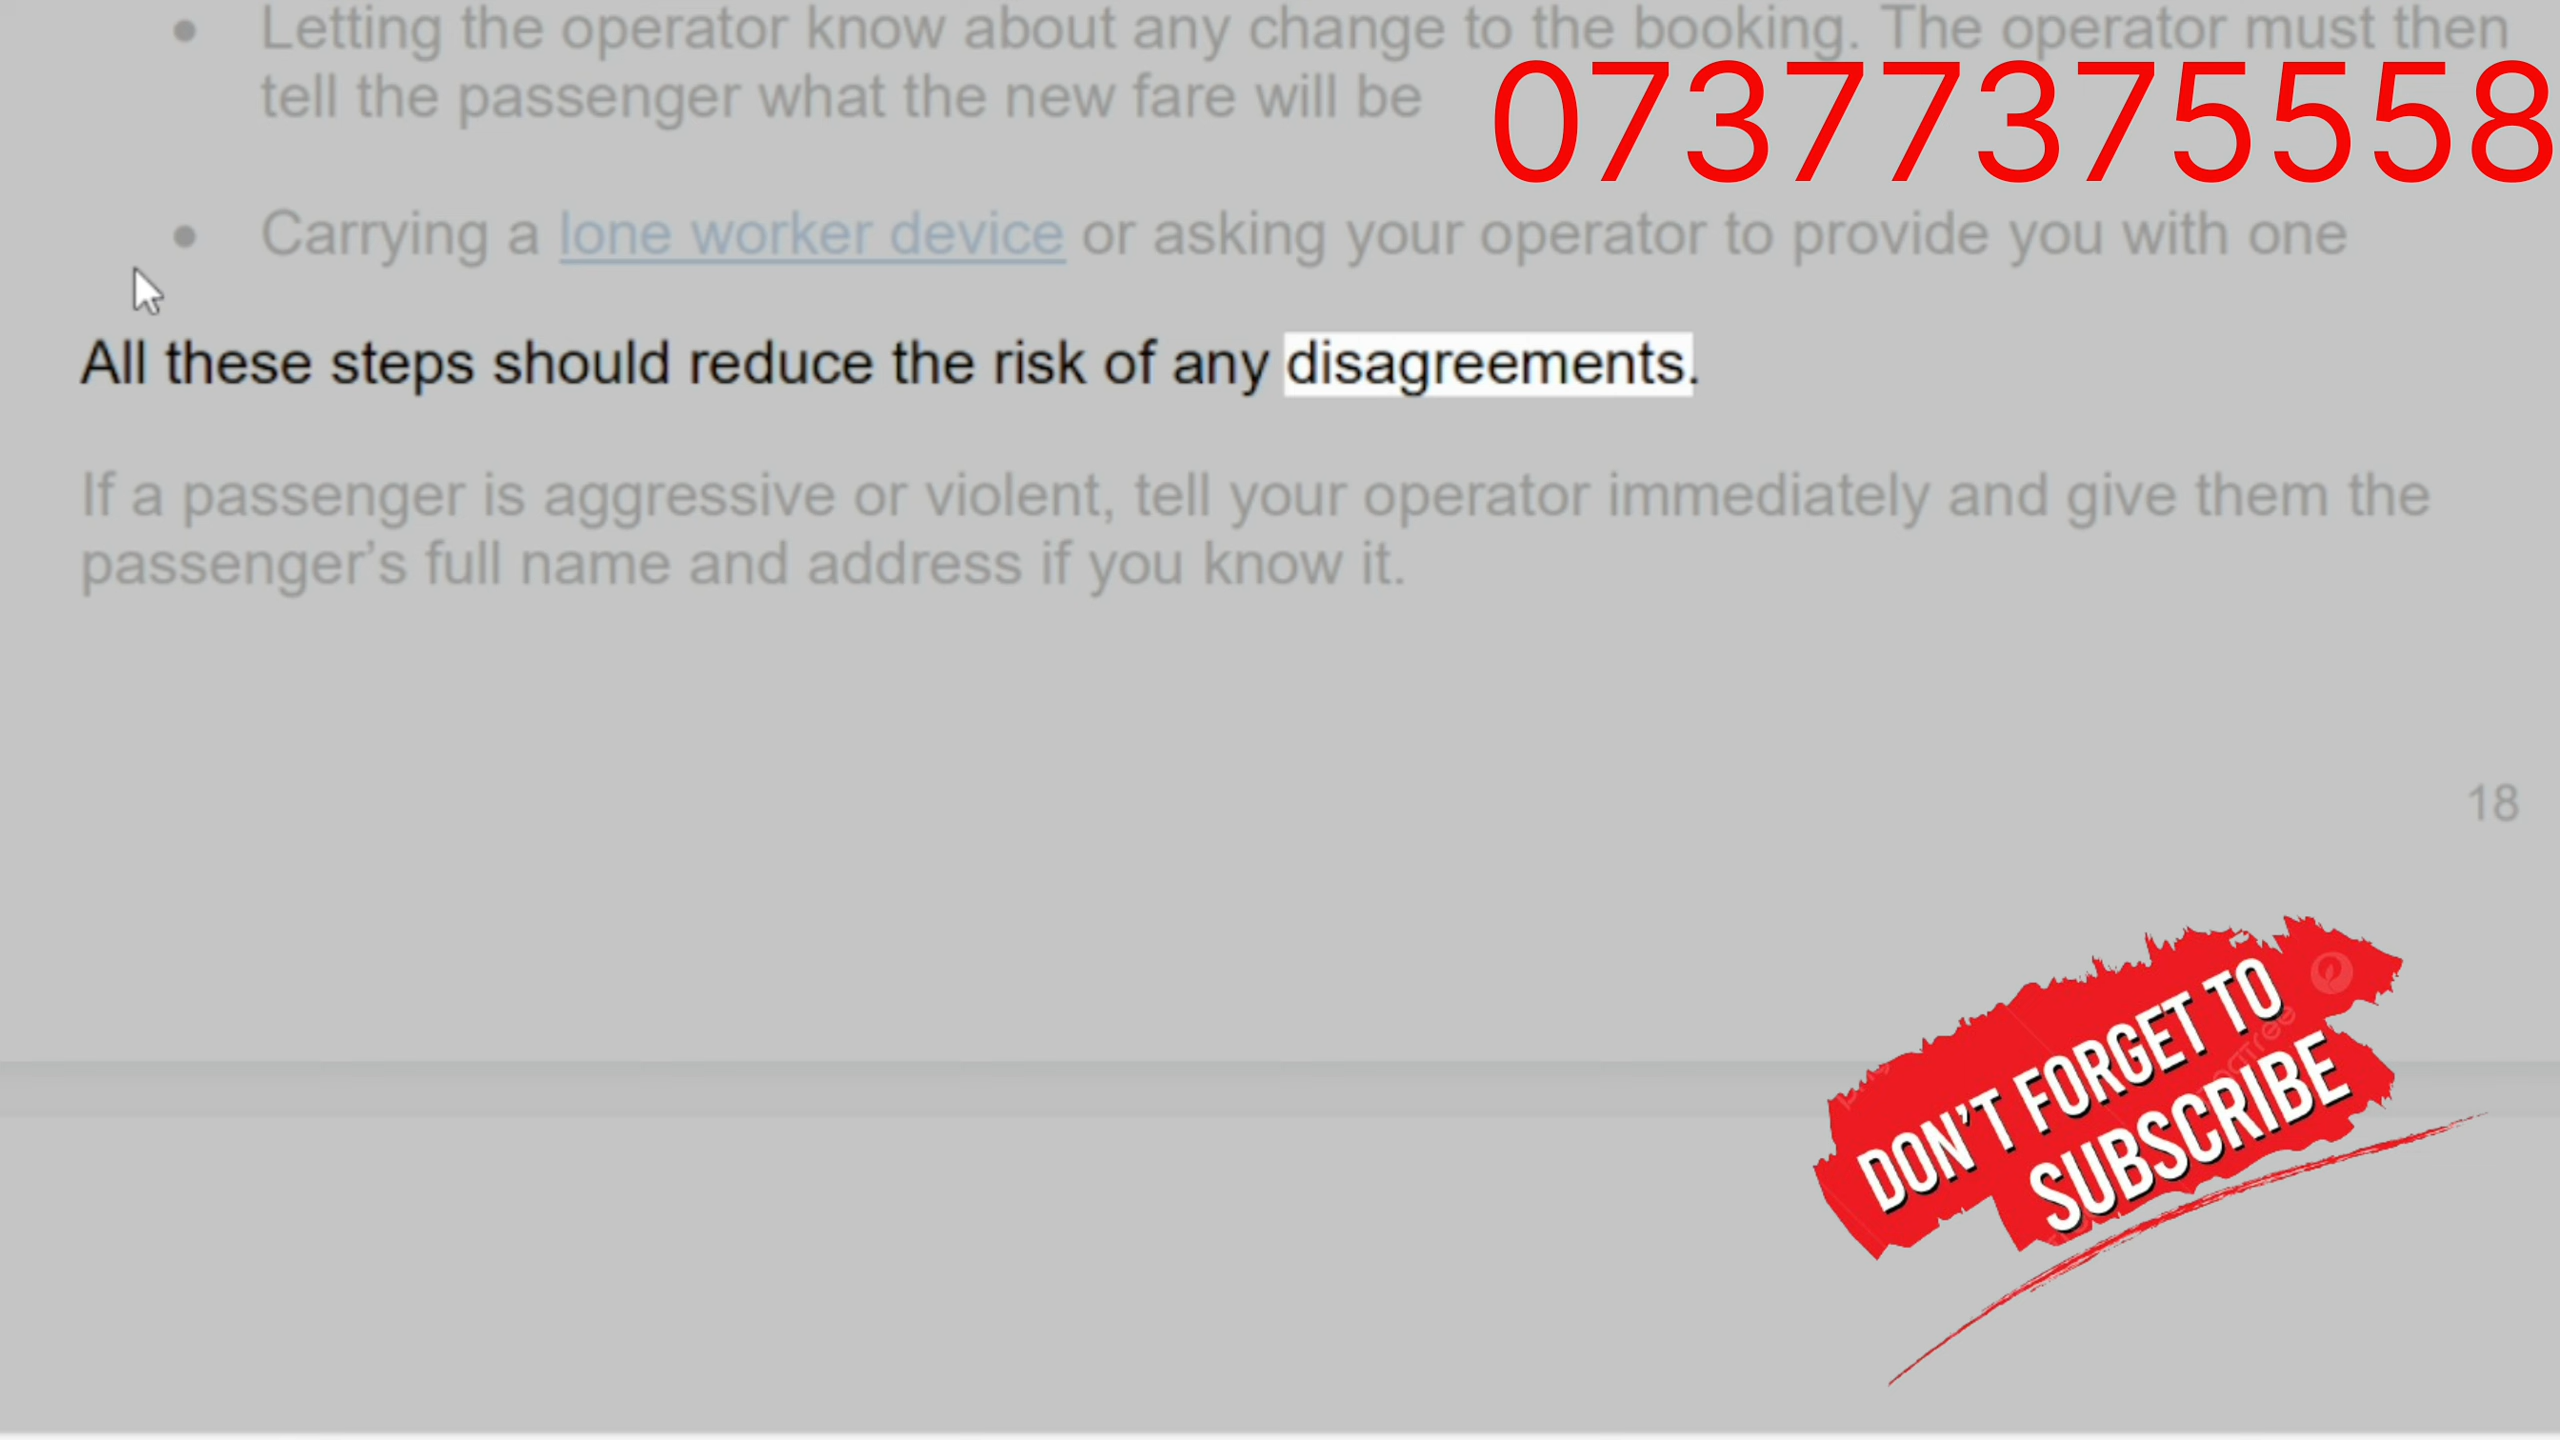 Letting the operator know about any change to the booking. The operator must then
tell the passenger what the new fare will be
07377375558
Carrying a lone worker device or asking your operator to provide you with one
All these steps should reduce the risk of any disagreements.
If a passenger is aggressive or violent, tell your operator immediately and give them the
passenger’s full name and address if you know it.
18
DON'T FORGET TO
SUBSCRIBE